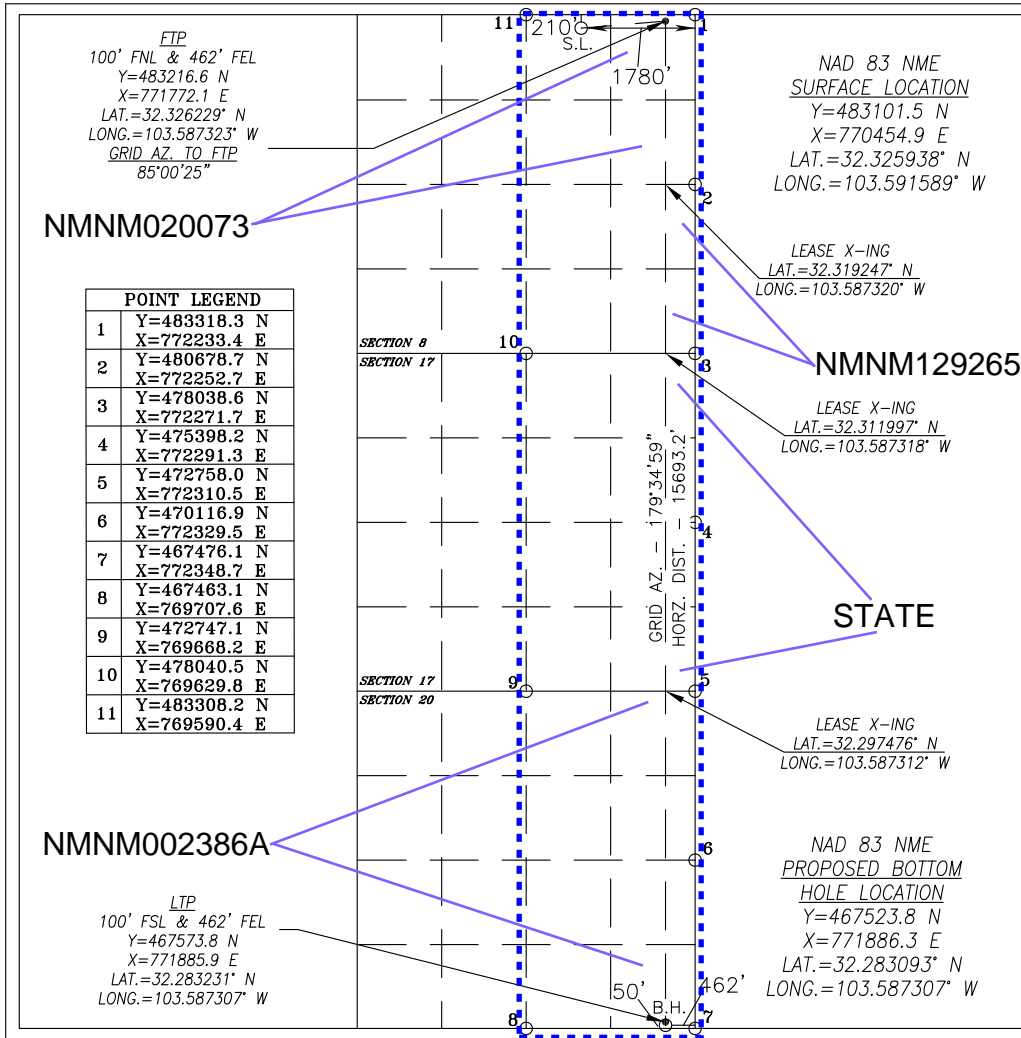 FTP
100' FNL & 462' FEL
Y=483216.6 N
X=771772.1 E
LAT.=32.326229° N
LONG.=103.587323° W
GRID AZ. TO FTP
85°00'25"
11
210'
S.L.
1780'
1
NAD 83 NME
SURFACE LOCATION
Y=483101.5 N
X=770454.9 E
LAT.=32.325938° N
LONG.=103.591589° W
NMNM020073
2
LEASE X-ING
LAT.=32.319247° N
LONG.=103.587320° W
POINT LEGEND
1 Y=483318.3 N
X=772233.4 E
2 Y=480678.7 N
X=772252.7 E
3 Y=478038.6 N
X=772271.7 E
4 Y=475398.2 N
X=772291.3 E
5 Y=472758.0 N
X=772310.5 E
6 Y=470116.9 N
X=772329.5 E
7 Y=467476.1 N
X=772348.7 E
8 Y=467463.1 N
X=769707.6 E
9 Y=472747.1 N
X=769668.2 E
10 Y=478040.5 N
X=769629.8 E
11 Y=483308.2 N
X=769590.4 E
SECTION 8
SECTION 17
10
3
NMNM129265
LEASE X-ING
LAT.=32.311997° N
LONG.=103.587318° W
GRID AZ. - 179°34'59"
HORZ. DIST. - 15693.2'
4
STATE
SECTION 17
SECTION 20
9
5
LEASE X-ING
LAT.=32.297476° N
LONG.=103.587312° W
NMNM002386A
6
NAD 83 NME
PROPOSED BOTTOM
HOLE LOCATION
Y=467523.8 N
X=771886.3 E
LAT.=32.283093° N
LONG.=103.587307° W
LTP
100' FSL & 462' FEL
Y=467573.8 N
X=771885.9 E
LAT.=32.283231° N
LONG.=103.587307° W
50'
B.H.
462'
8
7